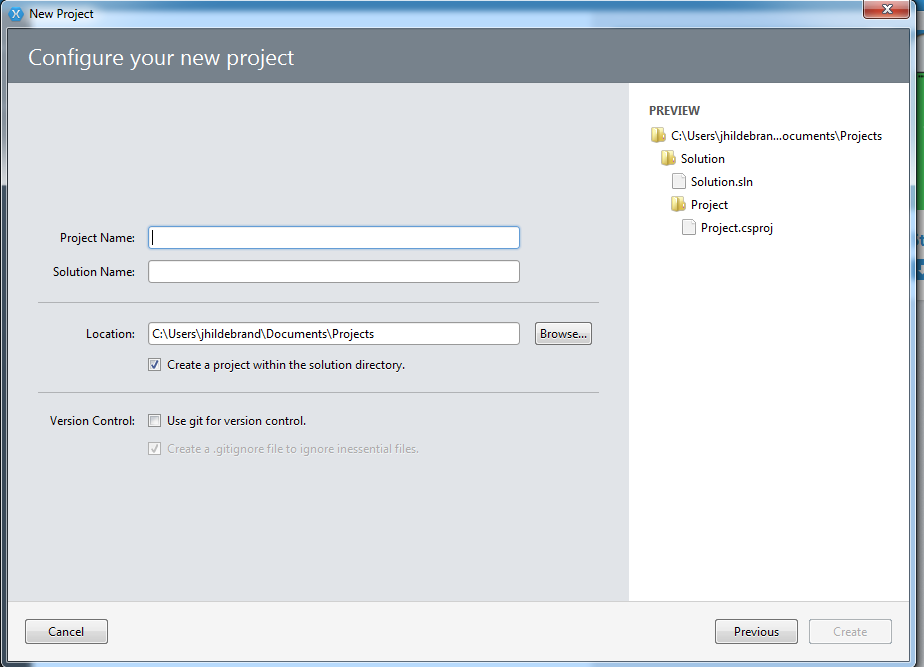 New Project
Configure your new project
Project Name:
Solution Name:
Location: C:\Users\jhildebrand\Documents\Projects Browse...
Create a project within the solution directory.
Version Control: Use git for version control.
Create a .gitignore file to ignore inessential files.
PREVIEW
C:\Users\jhildebran...ocuments\Projects
Solution
Solution.sln
Project
Project.csproj
Cancel Previous Create